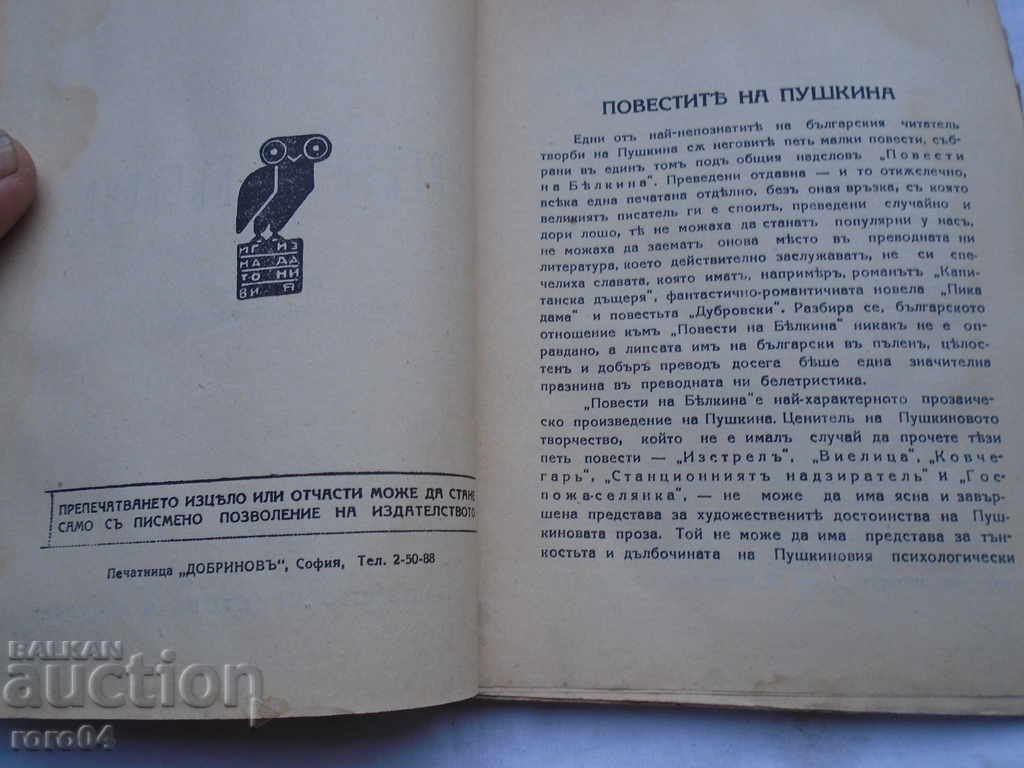 ИГ ИЗ
НА ДА
ТО НИ
ВИ Я
ПРЕПЕЧАТВАНЕТО ИЗЦѢЛО ИЛИ ОТЧАСТИ МОЖЕ ДА СТАНЕ
САМО СЪ ПИСМЕНО ПОЗВОЛЕНИЕ НА ИЗДАТЕЛСТВОТО
Печатница „ДОБРИНОВЪ", София, Тел. 2-50-88
ПОВЕСТИТѢ НА ПУШКИНА
Едни отъ най-непознатитѣ на българския читател
творби на Пушкина сѫ неговитѣ петь малки повести, съб-
рани въ единъ томъ подъ общия надсловъ „Повести
на Бѣлкина". Преведени отдавна — и то откжслечно,
всѣка една печатана отдѣлно, безъ оная връзка, съ която
великиятъ писатель ги е споилъ, преведени случайно и
дори лошо, тѣ не можаха да станатъ популярни у насъ,
не можаха да заематъ онова мѣсто въ преводната ни
литература, което действително заслужаватъ, не си спе-
челиха славата, която иматъ, напримѣръ, романътъ „Капи-
танска дъщеря", фантастично-романтичната новела „Пика
дама" и повестьта „Дубровски". Разбира се, българското
отношение къмъ „Повести на Бѣлкина" никакъ не е оп-
равдано, а липсата имъ на български въ пъленъ, цѣлос-
тенъ и добъръ преводъ досега бѣше една значителна
празнина въ преводната ни белетристика.
„Повести на Бѣлкина" е най-характерното прозаиче-
ско произведение на Пушкина. Ценитель на Пушкиновото
творчество, който не е ималъ случай да прочете тѣзи
петь повести — „Изстрелъ", „Виелица", „Ковче-
гарь", „Станционниятъ надзиратель" и „Гос-
пожа-селянка", — не може да има ясна и завър-
шена представа за художественитѣ достоинства на Пуш-
киновата проза. Той не може да има представа за тън-
костьта и дълбочината на Пушкиновия психологически
BALKAN
auction
roro04